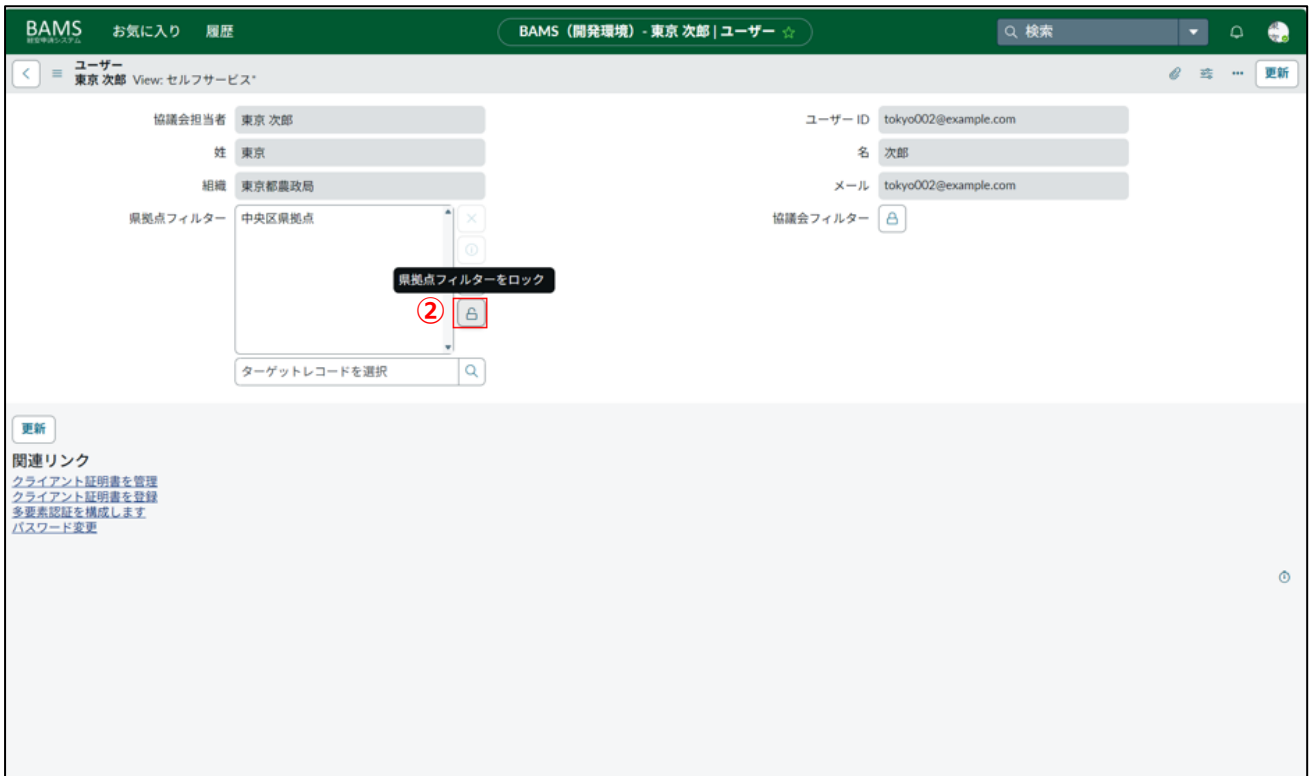 BAMS お気に入り 履歴 BAMS（開発環境）- 東京 次郎 | ユーザー 検索
経営申請システム
ユーザー
東京 次郎 View: セルフサービス*
更新
協議会担当者 東京 次郎 ユーザー ID tokyo002@example.com
姓 東京 名 次郎
組織 東京都農政局 メール tokyo002@example.com
県拠点フィルター 中央区県拠点 協議会フィルター
県拠点フィルターをロック
②
ターゲットレコードを選択
更新
関連リンク
クライアント証明書を管理
クライアント証明書を登録
多要素認証を構成します
パスワード変更